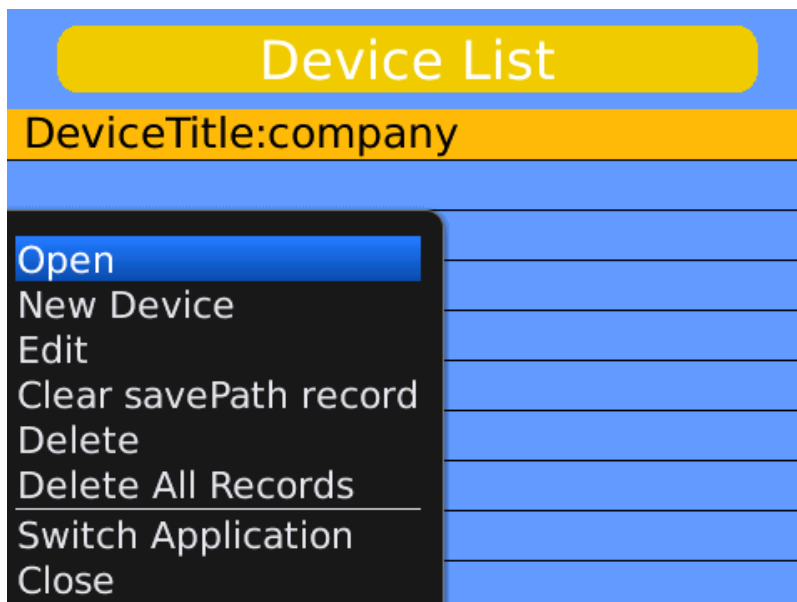 Device List
DeviceTitle:company
Open
New Device
Edit
Clear savePath record
Delete
Delete All Records
Switch Application
Close